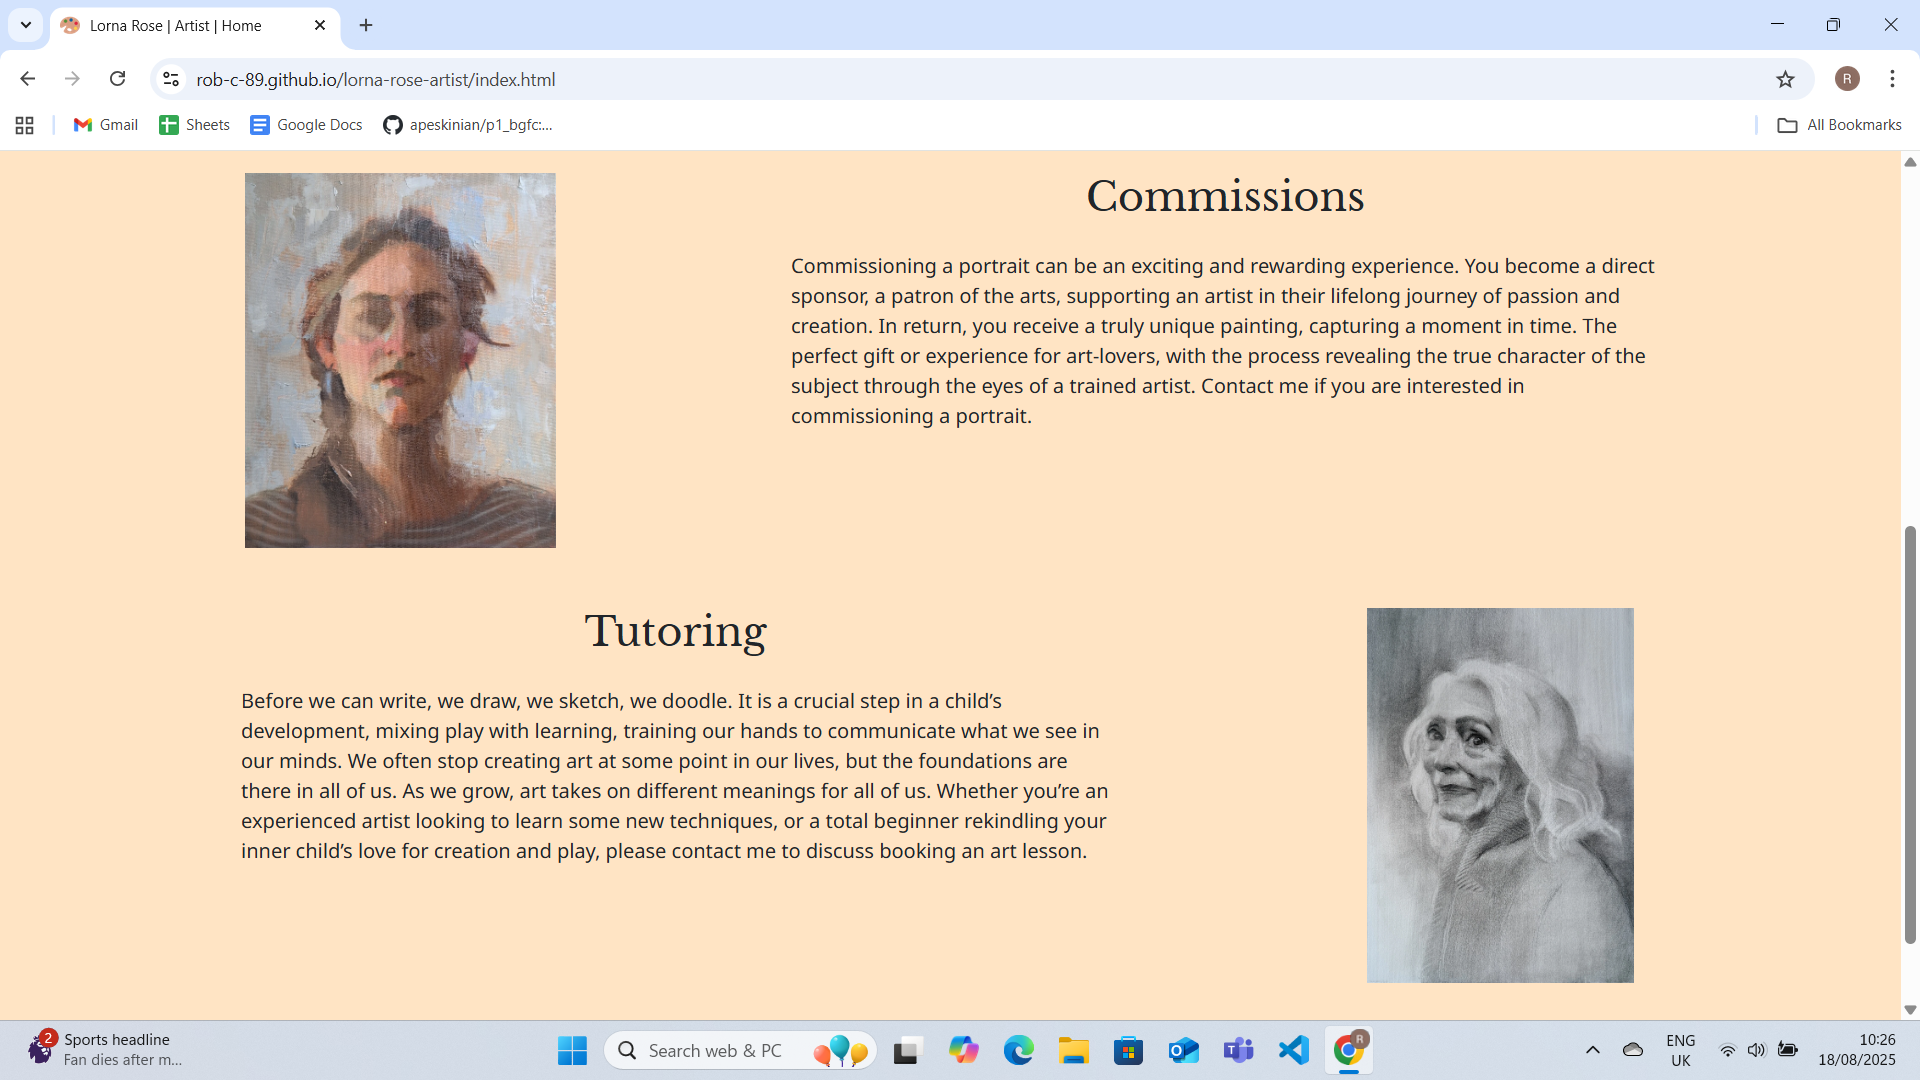 Lorna Rose | Artist | Home
rob-c-89.github.io/lorna-rose-artist/index.html
R
Gmail
Sheets
Google Docs
apeskinian/p1_bgfc:...
All Bookmarks
Commissions
Commissioning a portrait can be an exciting and rewarding experience. You become a direct
sponsor, a patron of the arts, supporting an artist in their lifelong journey of passion and
creation. In return, you receive a truly unique painting, capturing a moment in time. The
perfect gift or experience for art-lovers, with the process revealing the true character of the
subject through the eyes of a trained artist. Contact me if you are interested in
commissioning a portrait.
Tutoring
Before we can write, we draw, we sketch, we doodle. It is a crucial step in a child’s
development, mixing play with learning, training our hands to communicate what we see in
our minds. We often stop creating art at some point in our lives, but the foundations are
there in all of us. As we grow, art takes on different meanings for all of us. Whether you’re an
experienced artist looking to learn some new techniques, or a total beginner rekindling your
inner child’s love for creation and play, please contact me to discuss booking an art lesson.
2
Sports headline
Fan dies after m...
Search web & PC
R
ENG
UK
10:26
18/08/2025